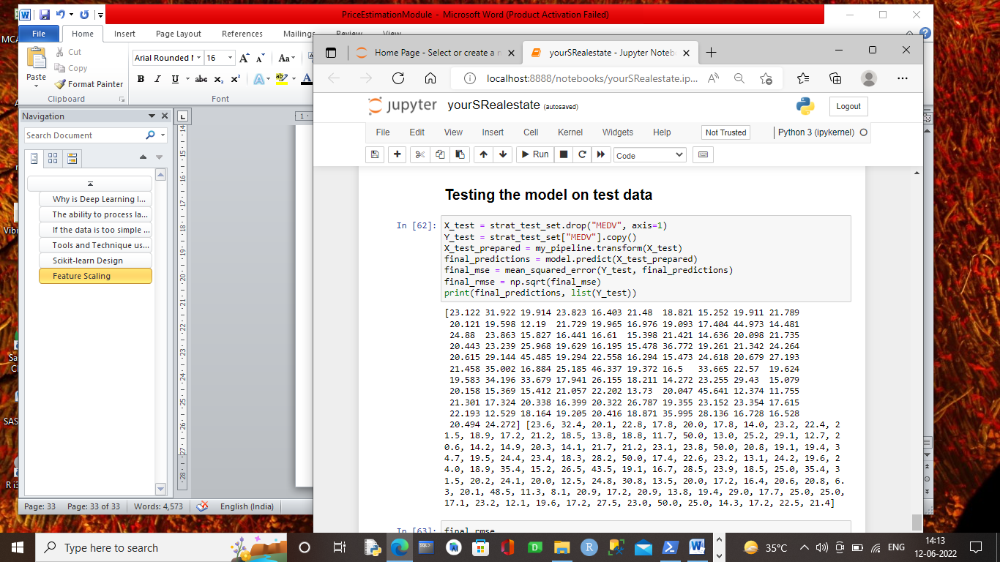 PriceEstimationModule - Microsoft Word (Product Activation Failed)
File Home Insert Page Layout References Mailings Review View
Paste
Cut
Copy
Format Painter
Clipboard
Arial Rounded 16
Font
Navigation
Search Document
Why is Deep Learning I...
The ability to process la...
If the data is too simple ...
Tools and Technique us...
Scikit-learn Design
Feature Scaling
Page: 33 Page: 33 of 33 Words: 4,573 English (India)
Home Page - Select or create a n
yourSRealestate - Jupyter Noteb
localhost:8888/notebooks/yourSRealestate.ip...
jupyter yourSRealestate (autosaved)
Logout
File Edit View Insert Cell Kernel Widgets Help Not Trusted Python 3 (ipykernel)
Run Code
Testing the model on test data
In [62]: X_test = strat_test_set.drop("MEDV", axis=1)
Y_test = strat_test_set["MEDV"].copy()
X_test_prepared = my_pipeline.transform(X_test)
final_predictions = model.predict(X_test_prepared)
final_mse = mean_squared_error(Y_test, final_predictions)
final_rmse = np.sqrt(final_mse)
print(final_predictions, list(Y_test))
[23.122 31.922 19.914 23.823 16.403 21.48 18.821 15.252 19.911 21.789
20.121 19.598 12.19 21.729 19.965 16.976 19.093 17.404 44.973 14.481
24.88 23.863 15.827 16.441 16.61 15.398 21.421 14.636 20.098 21.735
20.443 23.239 25.968 19.629 16.195 15.478 36.772 19.261 21.342 24.264
20.615 29.144 45.485 19.294 22.558 16.294 15.473 24.618 20.679 27.193
21.458 35.002 16.884 25.185 46.337 19.372 16.5 33.665 22.57 19.624
19.583 34.196 33.679 17.941 26.155 18.211 14.272 23.255 29.43 15.079
20.158 15.369 15.412 21.057 22.202 13.73 20.047 45.641 12.374 11.755
21.301 17.324 20.338 16.399 20.322 26.787 19.355 23.152 23.354 17.615
22.193 12.529 18.164 19.205 20.416 18.871 35.995 28.136 16.728 16.528
20.494 24.272] [23.6, 32.4, 20.1, 22.8, 17.8, 20.0, 17.8, 14.0, 23.2, 22.4, 2
1.5, 18.9, 17.2, 21.2, 18.5, 13.8, 18.8, 11.7, 50.0, 13.0, 25.2, 29.1, 12.7, 2
0.6, 14.2, 14.9, 20.3, 14.1, 21.7, 21.2, 23.1, 23.8, 50.0, 20.8, 19.1, 19.4, 3
4.7, 19.5, 24.4, 23.4, 18.3, 28.2, 50.0, 17.4, 22.6, 23.2, 13.1, 24.2, 19.6, 2
4.0, 18.9, 35.4, 15.2, 26.5, 43.5, 19.1, 16.7, 28.5, 23.9, 18.5, 25.0, 35.4, 3
1.5, 20.2, 24.1, 20.0, 12.5, 24.8, 30.8, 13.5, 20.0, 17.2, 16.4, 20.6, 20.8, 6.
3, 20.1, 48.5, 11.3, 8.1, 20.9, 17.2, 20.9, 13.8, 19.4, 29.0, 17.7, 25.0, 25.0,
17.1, 23.2, 12.1, 19.6, 17.2, 27.5, 23.0, 50.0, 25.0, 14.3, 17.2, 22.5, 21.4]
In [63]: final_rmse
Type here to search
35°C ENG 14:13
12-06-2022